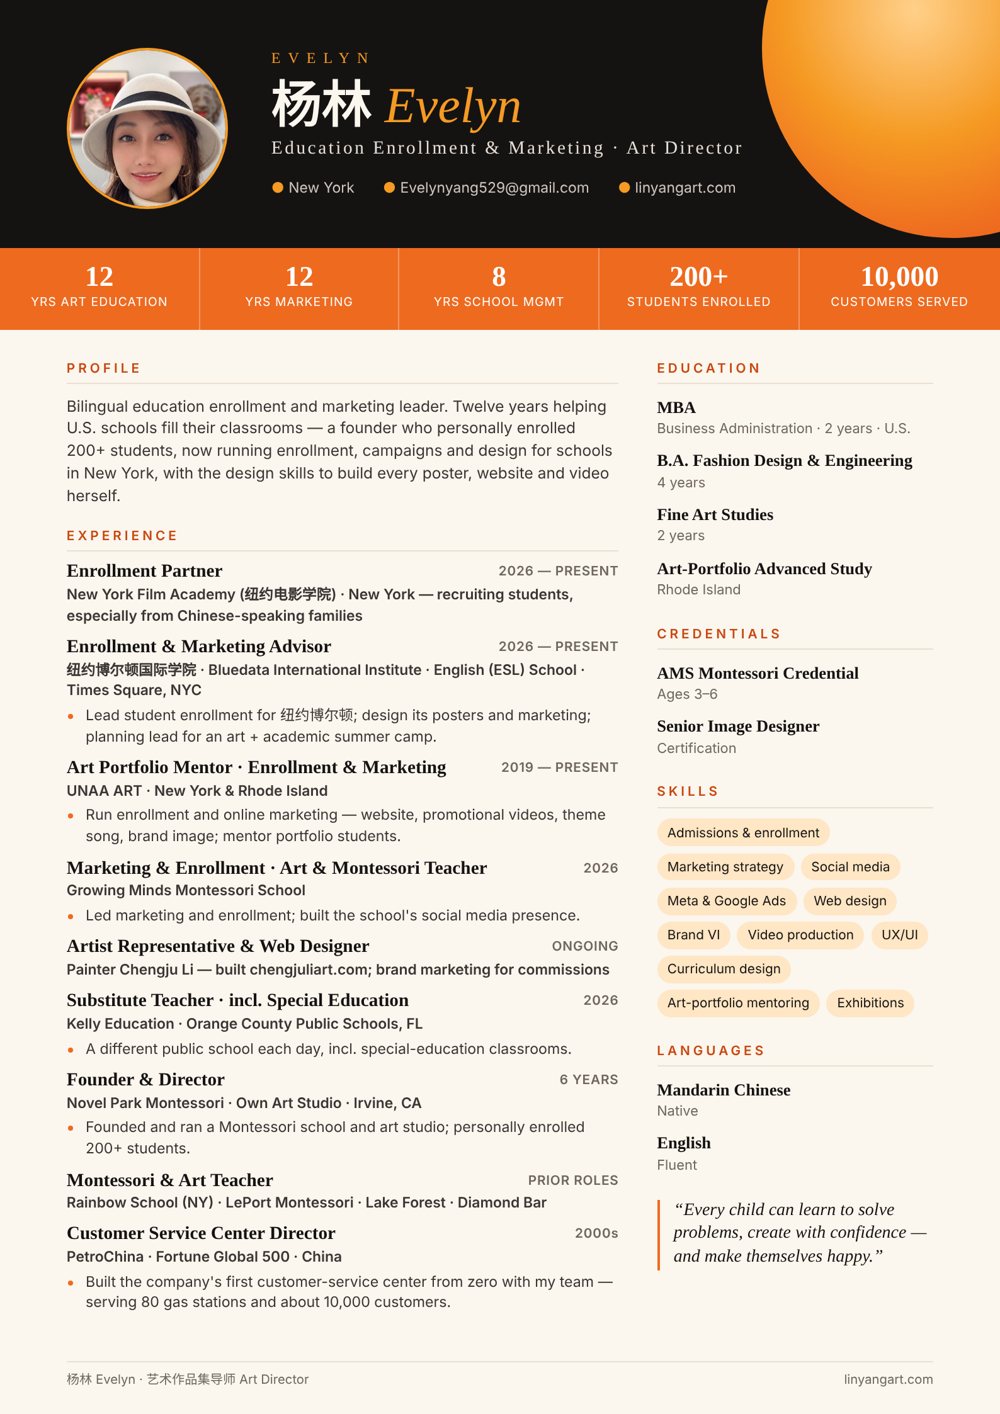 EVELYN
杨林 Evelyn
Education Enrollment & Marketing · Art Director
New York
Evelynyang529@gmail.com
linyangart.com
12
YRS ART EDUCATION
12
YRS MARKETING
8
YRS SCHOOL MGMT
200+
STUDENTS ENROLLED
10,000
CUSTOMERS SERVED
PROFILE
Bilingual education enrollment and marketing leader. Twelve years helping
U.S. schools fill their classrooms — a founder who personally enrolled
200+ students, now running enrollment, campaigns and design for schools
in New York, with the design skills to build every poster, website and video
herself.
EXPERIENCE
Enrollment Partner
2026 — PRESENT
New York Film Academy (纽约电影学院) · New York — recruiting students,
especially from Chinese-speaking families
Enrollment & Marketing Advisor
2026 — PRESENT
纽约博尔顿国际学院 · Bluedata International Institute · English (ESL) School ·
Times Square, NYC
• Lead student enrollment for 纽约博尔顿; design its posters and marketing;
planning lead for an art + academic summer camp.
Art Portfolio Mentor · Enrollment & Marketing
2019 — PRESENT
UNAA ART · New York & Rhode Island
• Run enrollment and online marketing — website, promotional videos, theme
song, brand image; mentor portfolio students.
Marketing & Enrollment · Art & Montessori Teacher
2026
Growing Minds Montessori School
• Led marketing and enrollment; built the school's social media presence.
Artist Representative & Web Designer
ONGOING
Painter Chengju Li — built chengjuliart.com; brand marketing for commissions
Substitute Teacher · incl. Special Education
2026
Kelly Education · Orange County Public Schools, FL
• A different public school each day, incl. special-education classrooms.
Founder & Director
6 YEARS
Novel Park Montessori · Own Art Studio · Irvine, CA
• Founded and ran a Montessori school and art studio; personally enrolled
200+ students.
Montessori & Art Teacher
PRIOR ROLES
Rainbow School (NY) · LePort Montessori · Lake Forest · Diamond Bar
Customer Service Center Director
2000s
PetroChina · Fortune Global 500 · China
• Built the company's first customer-service center from zero with my team —
serving 80 gas stations and about 10,000 customers.
EDUCATION
MBA
Business Administration · 2 years · U.S.
B.A. Fashion Design & Engineering
4 years
Fine Art Studies
2 years
Art-Portfolio Advanced Study
Rhode Island
CREDENTIALS
AMS Montessori Credential
Ages 3–6
Senior Image Designer
Certification
SKILLS
Admissions & enrollment
Marketing strategy
Social media
Meta & Google Ads
Web design
Brand VI
Video production
UX/UI
Curriculum design
Art-portfolio mentoring
Exhibitions
LANGUAGES
Mandarin Chinese
Native
English
Fluent
“Every child can learn to solve
problems, create with confidence —
and make themselves happy.”
杨林 Evelyn · 艺术作品集导师 Art Director
linyangart.com